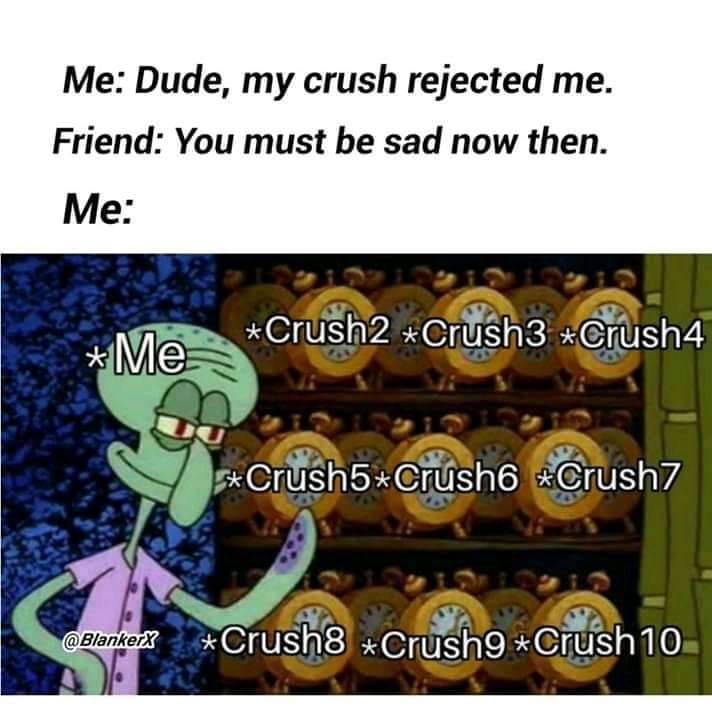 Me: Dude, my crush rejected me.
Friend: You must be sad now then.
Me:
*Me
*Crush2 *Crush3 *Crush4
*Crush5 *Crush6 *Crush7
@BlankerX
*Crush8 *Crush9 *Crush10